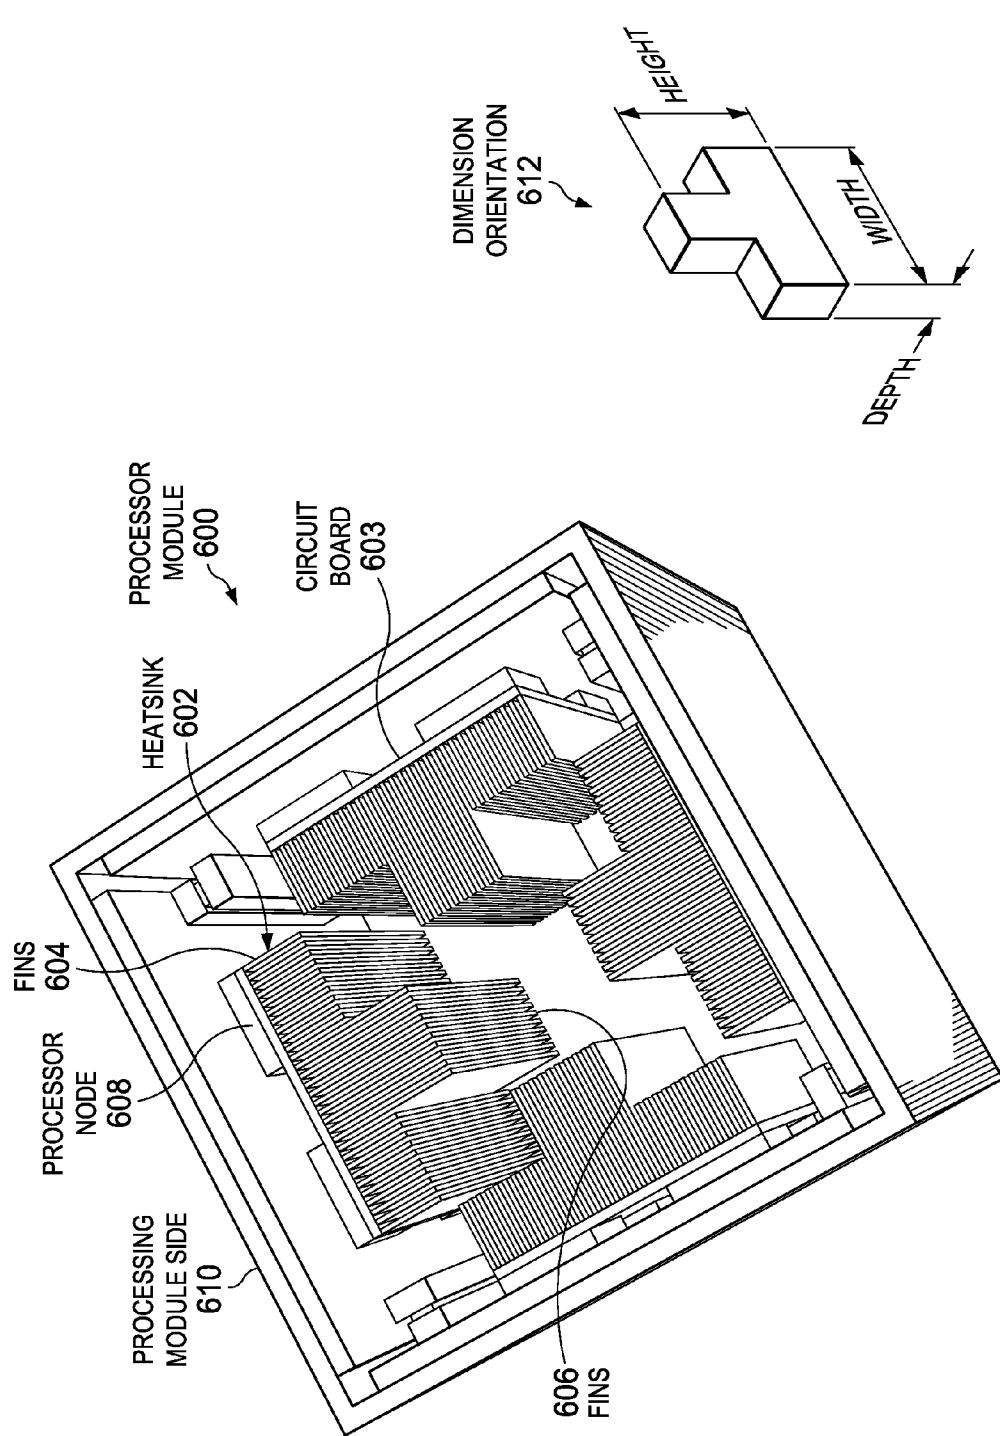 PROCESSOR
MODULE
600
HEATSINK
602
CIRCUIT
BOARD
603
FINS
604
PROCESSOR
NODE
608
PROCESSING
MODULE SIDE
610
606
FINS
DIMENSION
ORIENTATION
612
HEIGHT
WIDTH
DEPTH